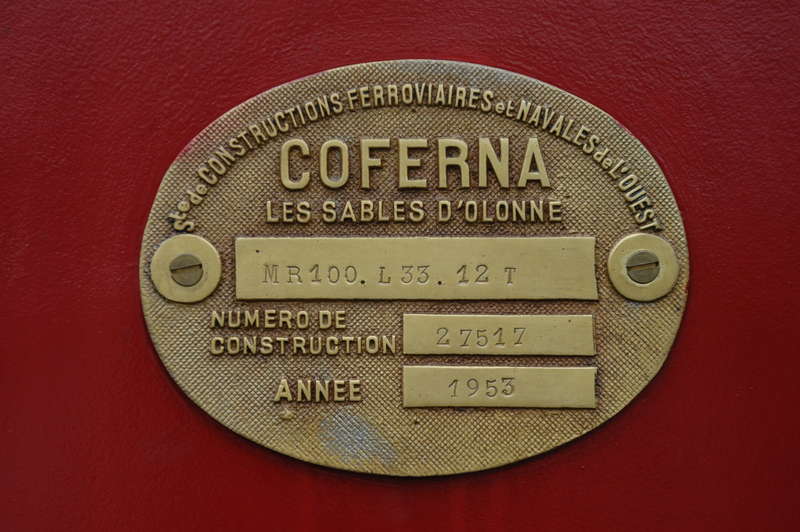 Sté de CONSTRUCTIONS FERROVIAIRES et NAVALES de L'OUEST
COFERNA
LES SABLES D'OLONNE
MR100.L33.12T
NUMERO DE
CONSTRUCTION 27517
ANNEE 1953